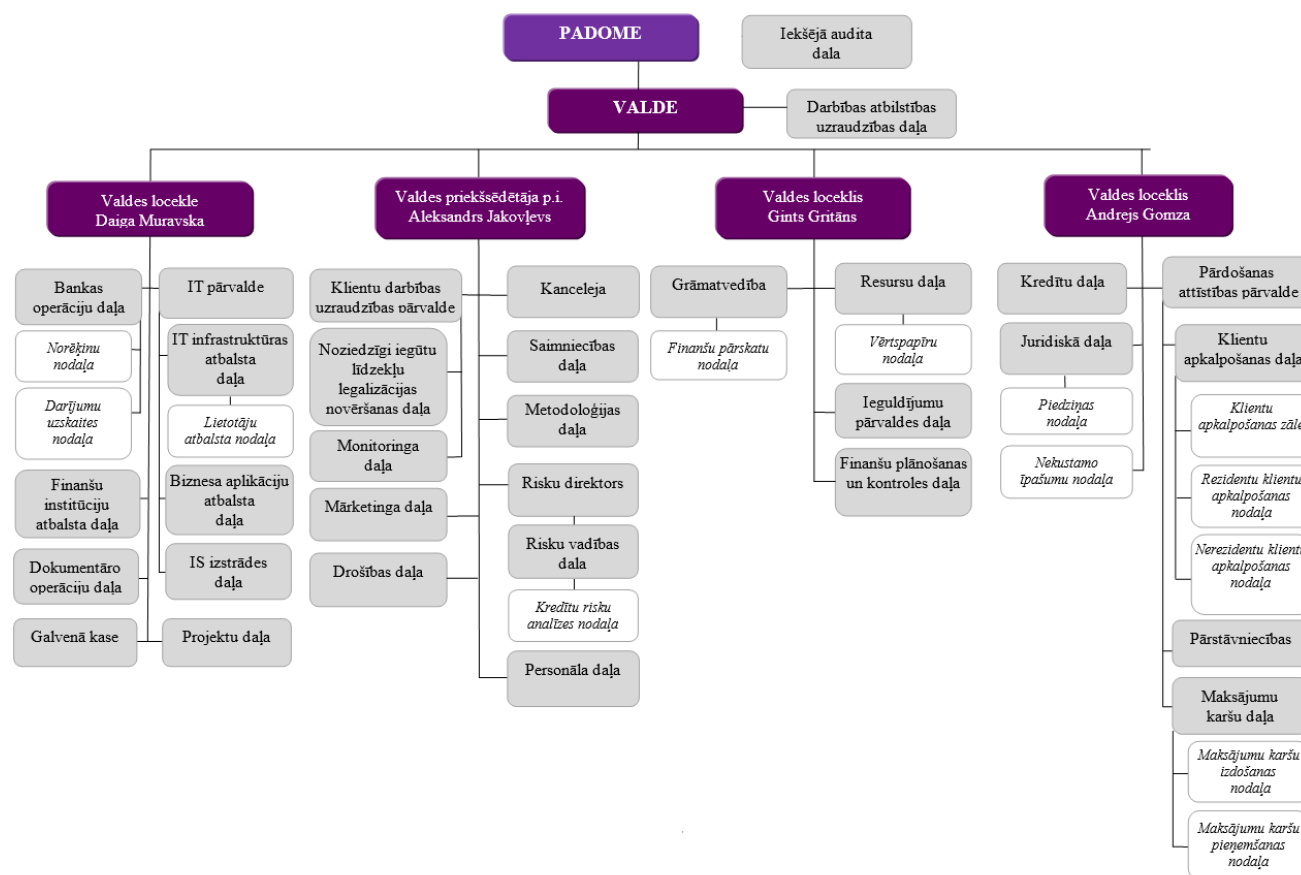 PADOME
Iekšējā audita
dala
VALDE
Darbības atbilstības
uzraudzības daļa
Valdes locekle
Daiga Muravska
Valdes priekšsēdētāja p.i.
Aleksandrs Jakovļevs
Valdes loceklis
Gints Gritāns
Valdes loceklis
Andrejs Gomza
Bankas
operāciju daļa
Norēķinu
nodaļa
Darījumu
uzskaites
nodaļa
Finanšu
institūciju
atbalsta daļa
Dokumentāro
operāciju daļa
Galvenā kase
IT pārvalde
IT infrastruktūras
atbalsta
daļa
Lietotāju
atbalsta nodaļa
Biznesa aplikāciju
atbalsta
daļa
IS izstrādes
daļa
Projektu daļa
Klientu darbības
uzraudzības pārvalde
Noziedzīgi iegūtu
līdzekļu
legalizācijas
novēršanas daļa
Monitoringa
daļa
Mārketinga daļa
Drošības daļa
Kanceleja
Saimniecības
daļa
Metodoloģijas
daļa
Risku direktors
Risku vadības
dala
Kredītu risku
analīzes nodaļa
Personāla daļa
Grāmatvedība
Finanšu pārskatu
nodaļa
Resursu daļa
Vērtspapīru
nodaļa
Ieguldījumu
pārvaldes daļa
Finanšu plānošanas
un kontroles daļa
Kredītu daļa
Juridiskā daļa
Piedziņas
nodaļa
Nekustamo
īpašumu nodaļa
Pārdošanas
attīstības pārvalde
Klientu
apkalpošanas daļa
Klientu
apkalpošanas zāle
Rezidentu klientu
apkalpošanas
nodaļa
Nerezidentu klientu
apkalpošanas
nodaļa
Pārstāvniecības
Maksājumu
karšu daļa
Maksājumu karšu
izdošanas
nodaļa
Maksājumu karšu
pieņemšanas
nodaļa